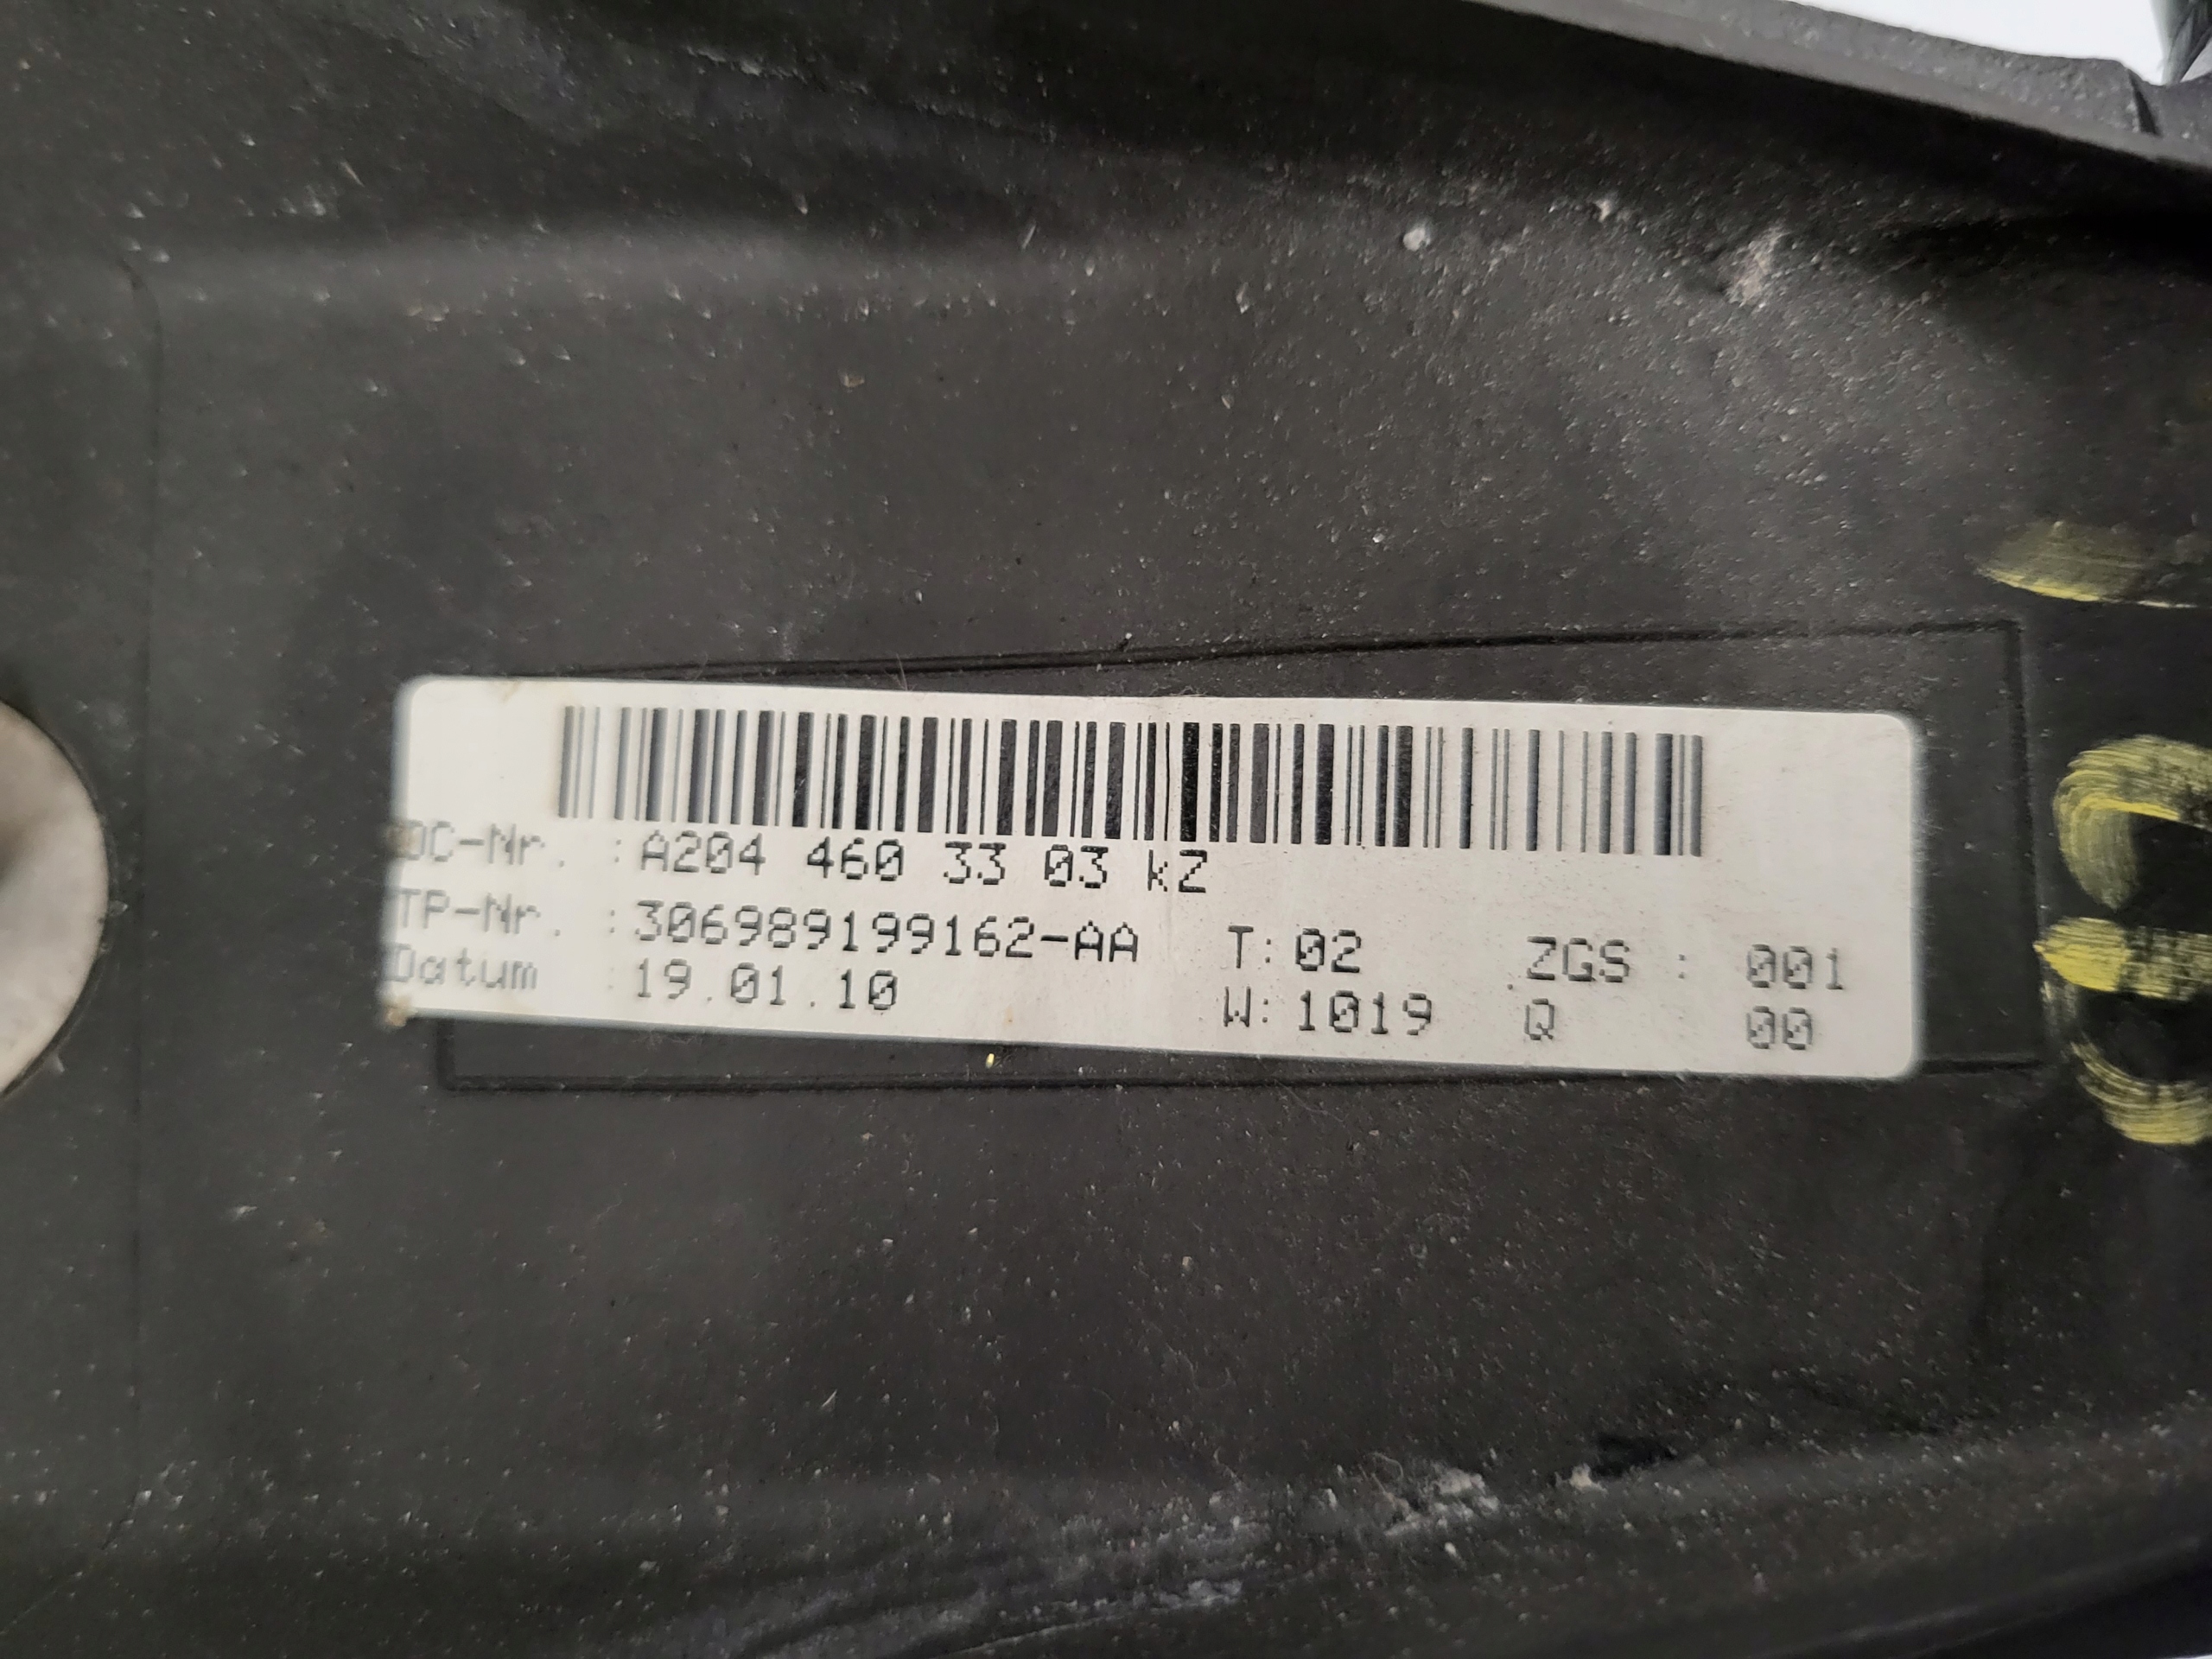 DC-Nr. : A204 460 33 03 kZ
TP-Nr. : 306989199162-AA T: 02 ZGS : 001
Datum : 19.01.10 W: 1019 Q 00